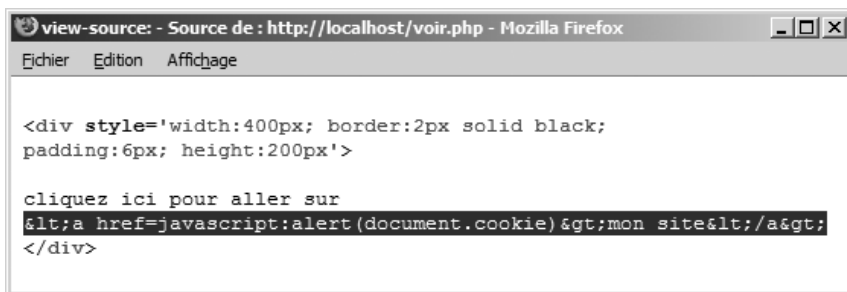 view-source: - Source de : http://localhost/voir.php - Mozilla Firefox
Fichier Edition Affichage
<div style='width:400px; border:2px solid black;
padding:6px; height:200px'>
cliquez ici pour aller sur
&lt;a href=javascript:alert(document.cookie)&gt;mon site&lt;/a&gt;
</div>